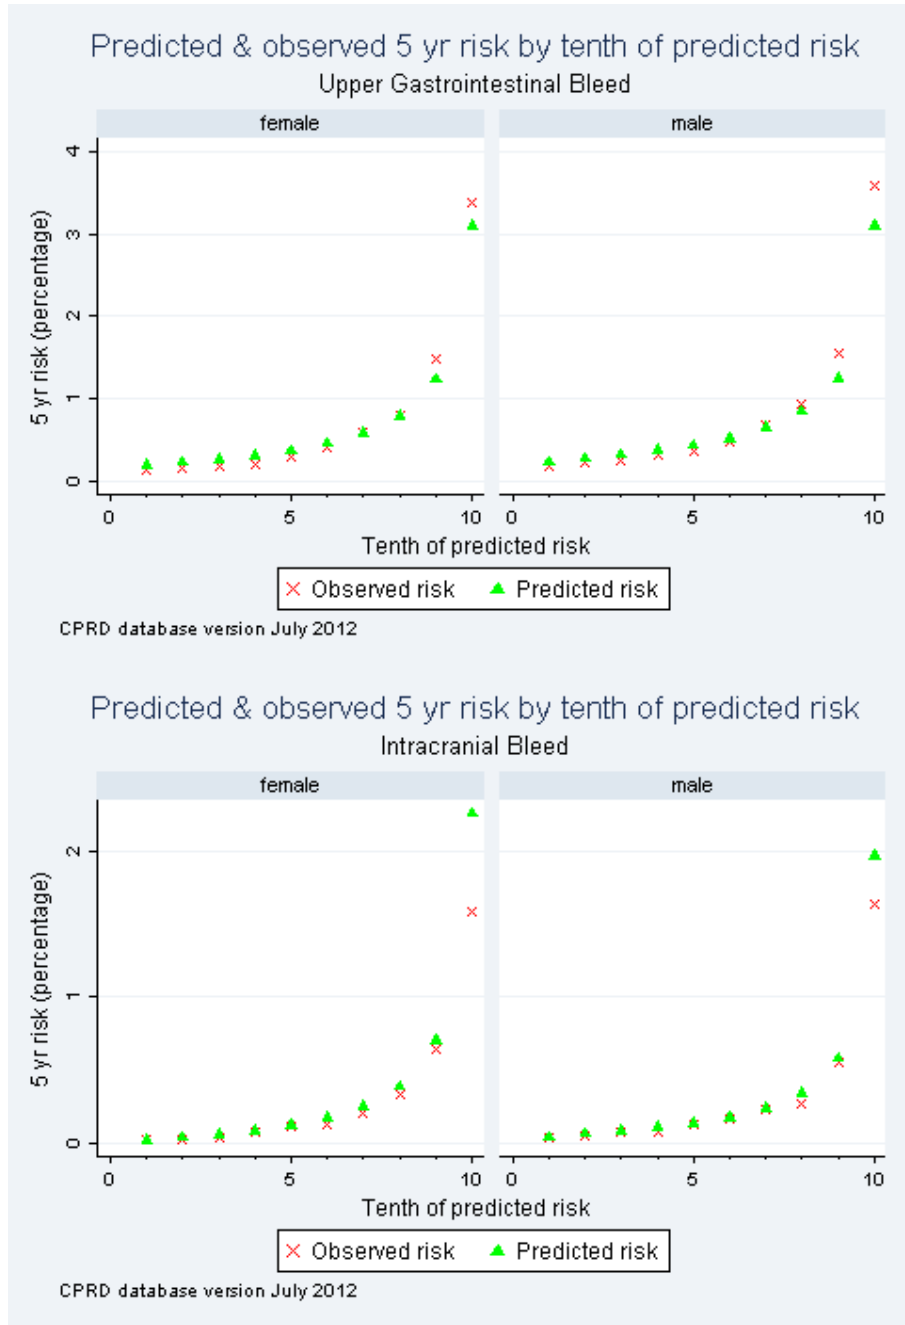 Predicted & observed 5 yr risk by tenth of predicted risk
Upper Gastrointestinal Bleed
female male
4
3
2
1
0
5 yr risk (percentage)
0 5 10 0 5 10
Tenth of predicted risk
Observed risk Predicted risk
CPRD database version July 2012
Predicted & observed 5 yr risk by tenth of predicted risk
Intracranial Bleed
female male
2
1
0
5 yr risk (percentage)
0 5 10 0 5 10
Tenth of predicted risk
Observed risk Predicted risk
CPRD database version July 2012